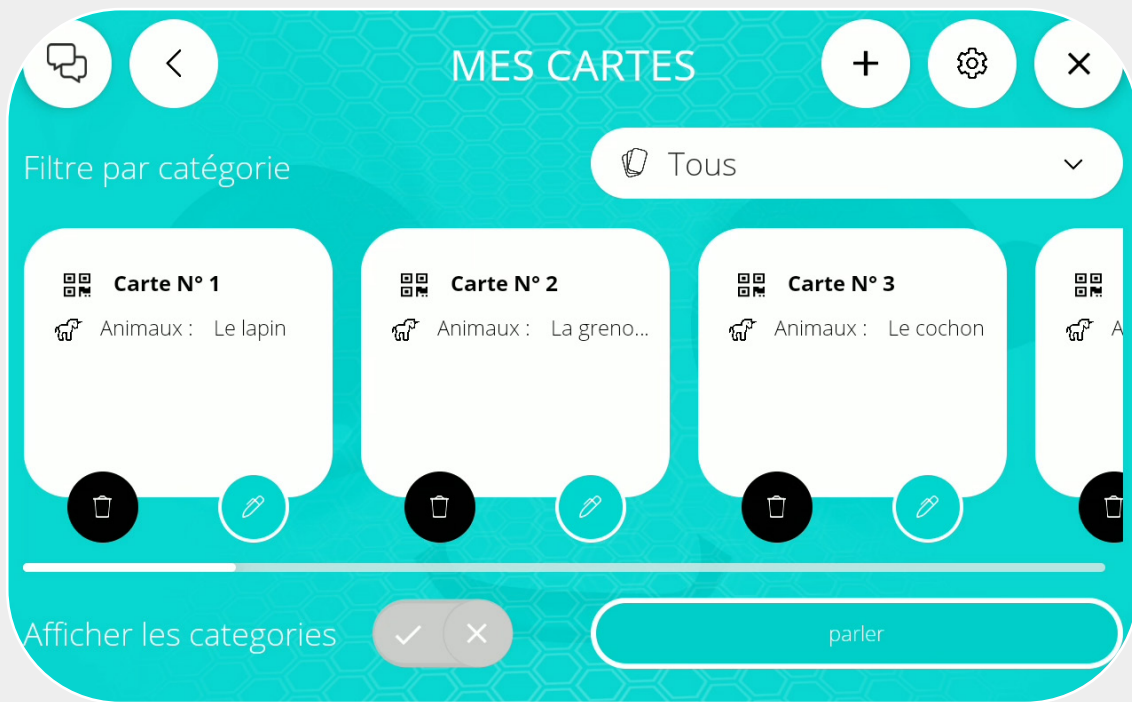 MES CARTES
Filtre par catégorie
Tous
Carte N° 1
Animaux : Le lapin
Carte N° 2
Animaux : La greno...
Carte N° 3
Animaux : Le cochon
Afficher les categories
parler